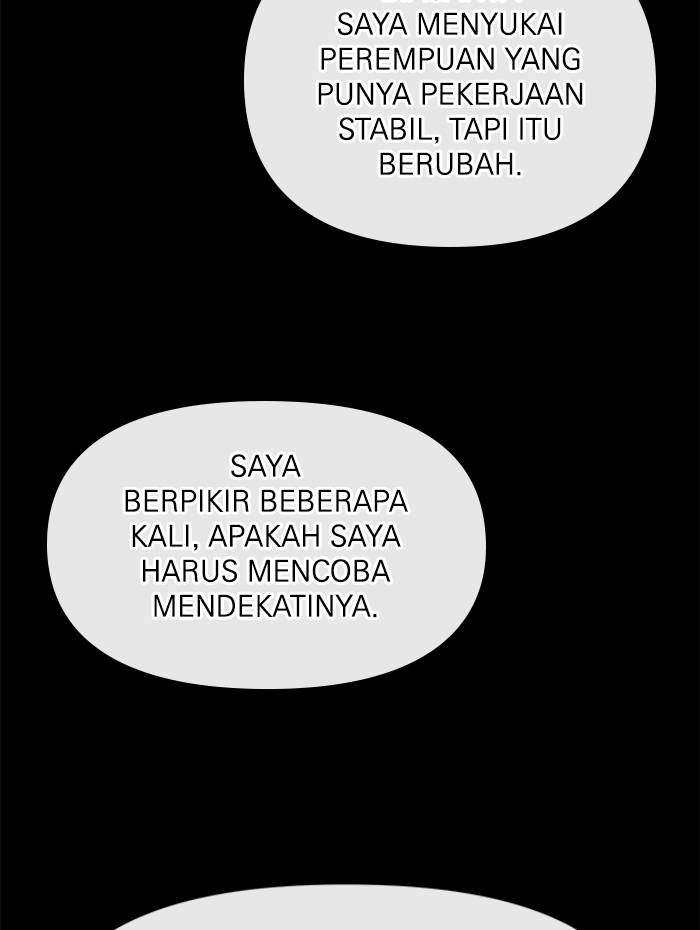 SAYA MENYUKAI
PEREMPUAN YANG
PUNYA PEKERJAAN
STABIL, TAPI ITU
BERUBAH.
SAYA
BERPIKIR BEBERAPA
KALI, APAKAH SAYA
HARUS MENCOBA
MENDEKATINYA.